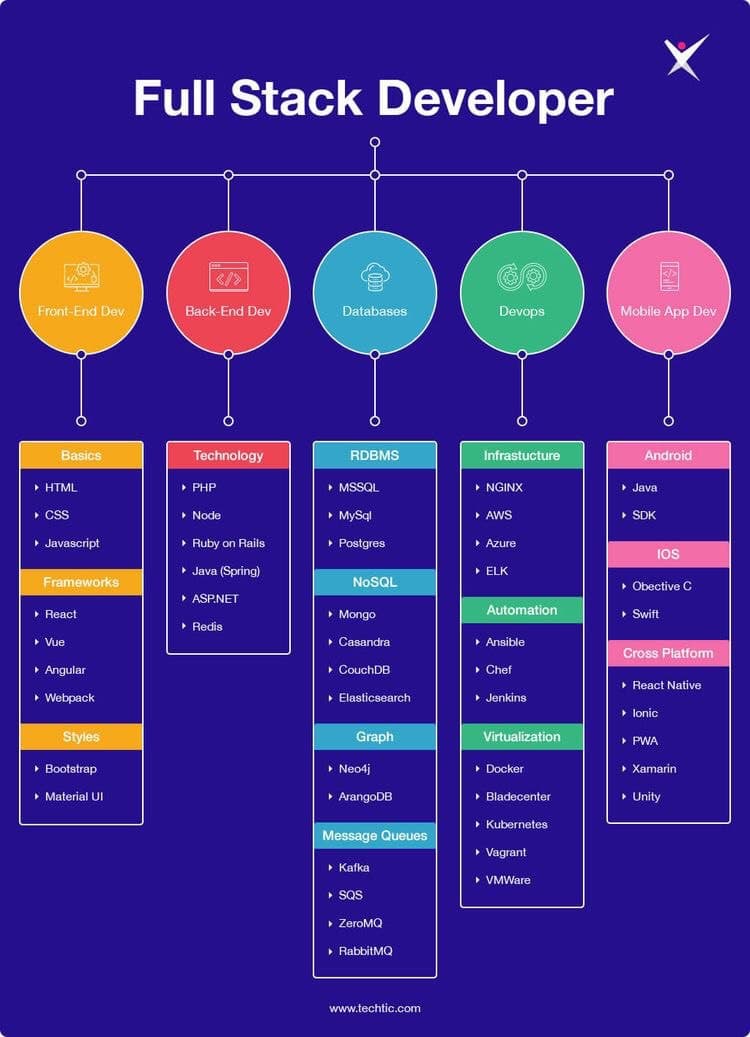 Full Stack Developer
Front-End Dev
Back-End Dev
Databases
Devops
Mobile App Dev
Basics
HTML
CSS
Javascript
Frameworks
React
Vue
Angular
Webpack
Styles
Bootstrap
Material UI
Technology
PHP
Node
Ruby on Rails
Java (Spring)
ASP.NET
Redis
RDBMS
MSSQL
MySql
Postgres
NoSQL
Mongo
Casandra
CouchDB
Elasticsearch
Graph
Neo4j
ArangoDB
Message Queues
Kafka
SQS
ZeroMQ
RabbitMQ
Infrastucture
NGINX
AWS
Azure
ELK
Automation
Ansible
Chef
Jenkins
Virtualization
Docker
Bladecenter
Kubernetes
Vagrant
VMWare
Android
Java
SDK
IOS
Obective C
Swift
Cross Platform
React Native
Ionic
PWA
Xamarin
Unity
www.techtic.com